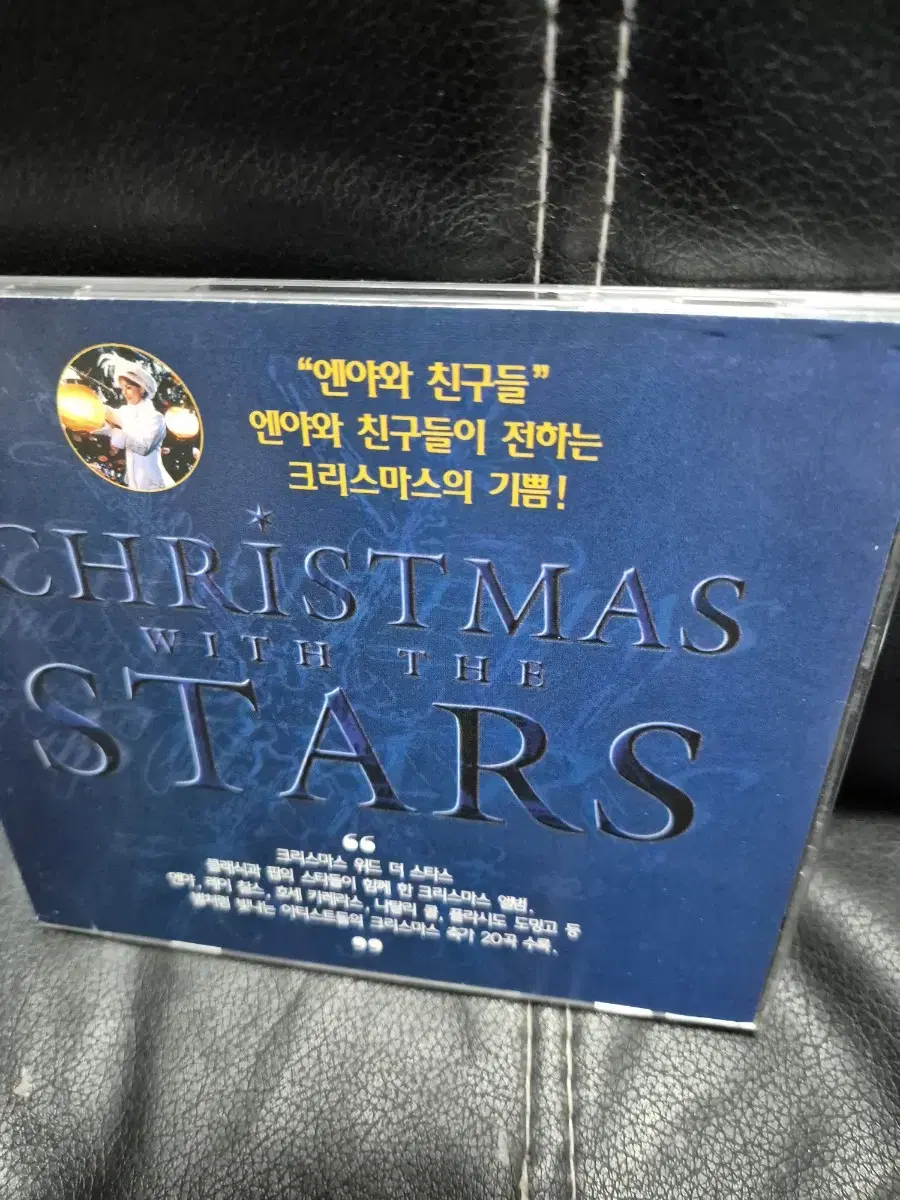 “엔야와 친구들”
엔야와 친구들이 전하는
크리스마스의 기쁨!
CHRISTMAS
WITH THE
STARS
“
크리스마스 위드 더 스타스
클래식과 팝의 스타들이 함께 한 크리스마스 앨범.
엔야, 레이 찰스, 호세 카레라스, 나탈리 콜, 플라시도 도밍고 등
별처럼 빛나는 아티스트들의 크리스마스 축가 20곡 수록.
”